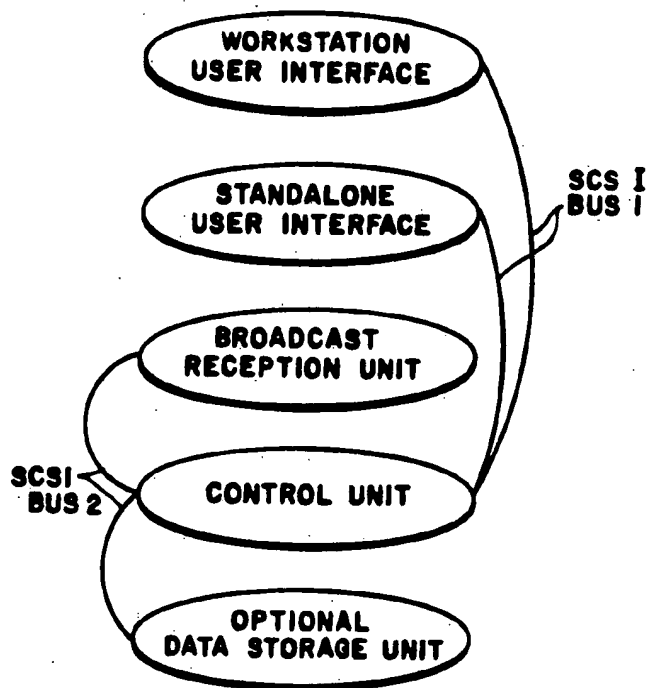 WORKSTATION
USER INTERFACE
STANDALONE
USER INTERFACE
SCS I
BUS 1
BROADCAST
RECEPTION UNIT
SCSI
BUS 2
CONTROL UNIT
OPTIONAL
DATA STORAGE UNIT